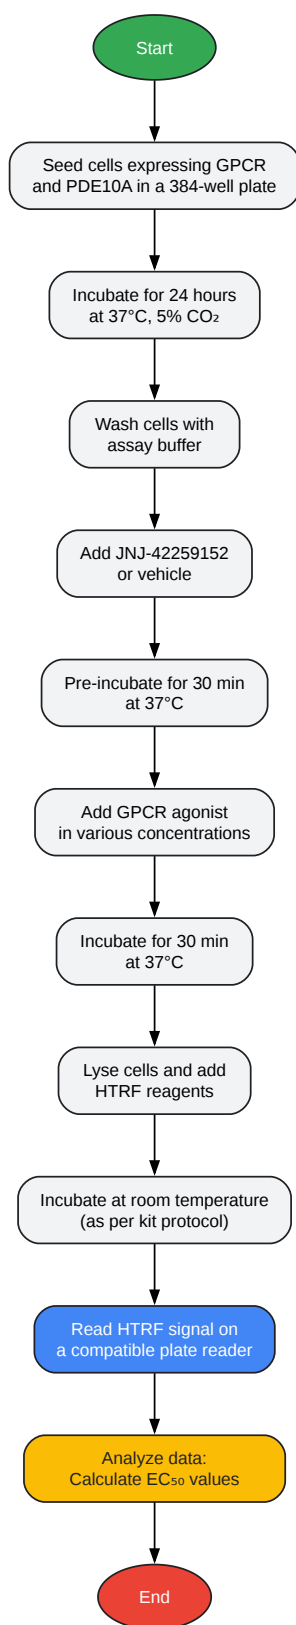 Start
Seed cells expressing GPCR
and PDE10A in a 384-well plate
Incubate for 24 hours
at 37°C, 5% CO₂
Wash cells with
assay buffer
Add JNJ-42259152
or vehicle
Pre-incubate for 30 min
at 37°C
Add GPCR agonist
in various concentrations
Incubate for 30 min
at 37°C
Lyse cells and add
HTRF reagents
Incubate at room temperature
(as per kit protocol)
Read HTRF signal on
a compatible plate reader
Analyze data:
Calculate EC₅₀ values
End